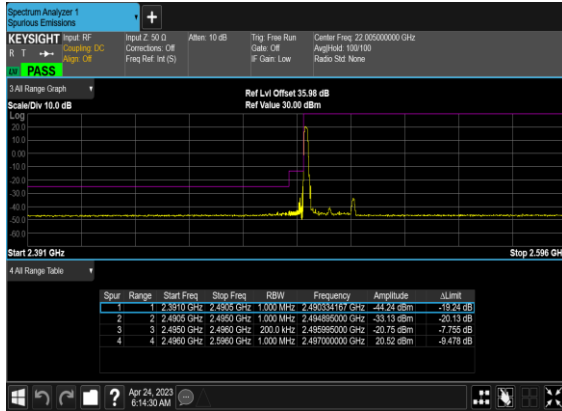 Spectrum Analyzer 1
Spurious Emissions
+
KEYSIGHT Input: RF Input Z: 50 Ω Atten: 10 dB Trig: Free Run Center Freq: 22.005000000 GHz
R T Coupling: DC Corrections: Off Gate: Off Avg|Hold: 100/100
Align: Off Freq Ref: Int (S) IF Gain: Low Radio Std: None
PASS
3 All Range Graph
Ref Lvl Offset 35.98 dB
Scale/Div 10.0 dB Ref Value 30.00 dBm
Log
20.0
10.0
0.00
-10.0
-20.0
-30.0
-40.0
-50.0
-60.0
Start 2.391 GHz Stop 2.596 GH
4 All Range Table
Spur Range Start Freq Stop Freq RBW Frequency Amplitude ΔLimit
1 1 2.3910 GHz 2.4905 GHz 1.000 MHz 2.490334167 GHz -44.24 dBm -19.24 dB
2 2 2.4905 GHz 2.4950 GHz 1.000 MHz 2.494895000 GHz -33.13 dBm -20.13 dB
3 3 2.4950 GHz 2.4960 GHz 200.0 kHz 2.495995000 GHz -20.75 dBm -7.755 dB
4 4 2.4960 GHz 2.5960 GHz 1.000 MHz 2.497000000 GHz 20.52 dBm -9.478 dB
? Apr 24, 2023
6:14:30 AM